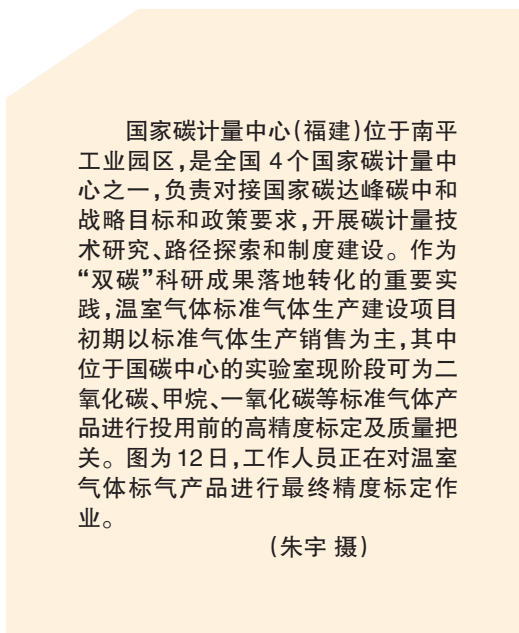 国家碳计量中心(福建)位于南平
工业园区,是全国4个国家碳计量中
心之一,负责对接国家碳达峰碳中和
战略目标和政策要求,开展碳计量技
术研究、路径探索和制度建设。作为
“双碳”科研成果落地转化的重要实
践,温室气体标准气体生产建设项目
初期以标准气体生产销售为主,其中
位于国碳中心的实验室现阶段可为二
氧化碳、甲烷、一氧化碳等标准气体产
品进行投用前的高精度标定及质量把
关。图为12日,工作人员正在对温室
气体标气产品进行最终精度标定作
业。
(朱宇 摄)